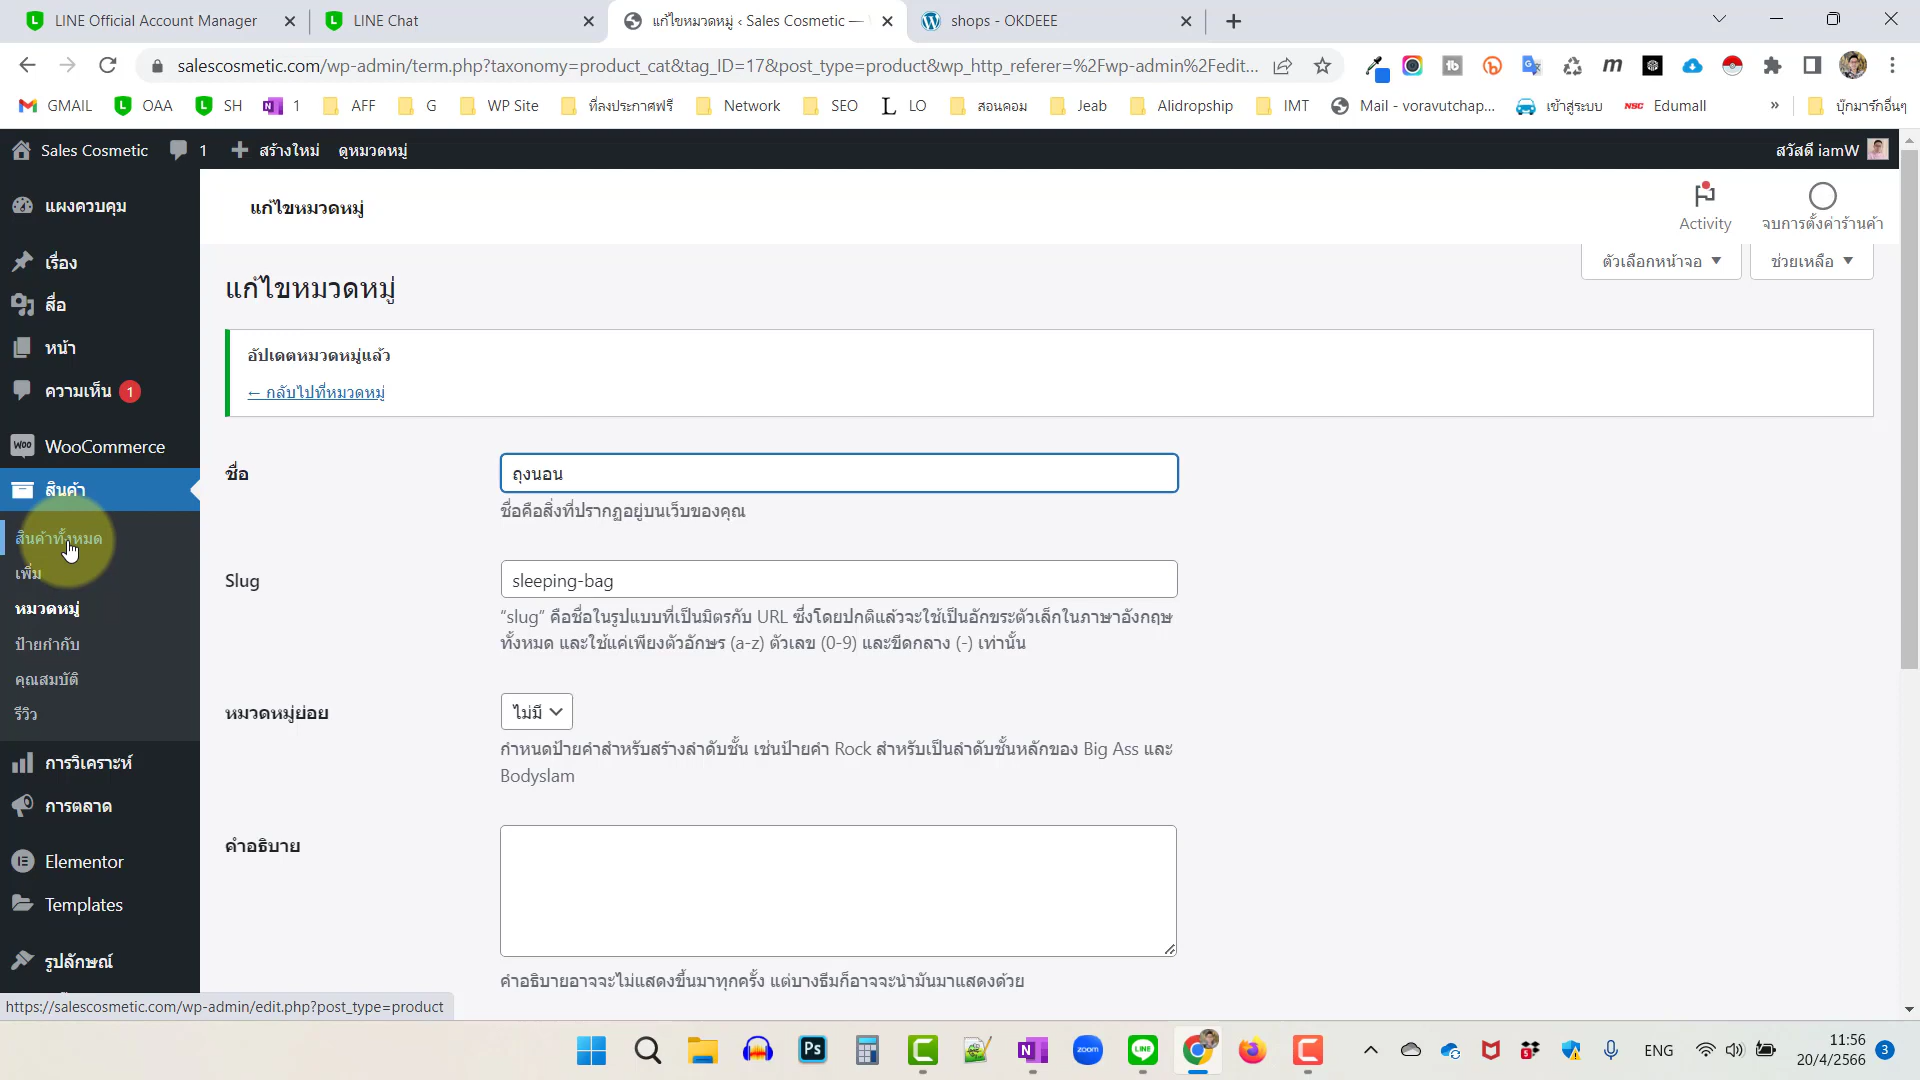 LINE Official Account Manager
LINE Chat
แก้ไขหมวดหมู่ ‹ Sales Cosmetic —
shops - OKDEEE
salescosmetic.com/wp-admin/term.php?taxonomy=product_cat&tag_ID=17&post_type=product&wp_http_referer=%2Fwp-admin%2Fedit...
GMAIL OAA SH 1 AFF G WP Site ที่ลงประกาศฟรี Network SEO LO สอนคอม Jeab Alidropship IMT Mail - voravutchap... เข้าสู่ระบบ Edumall » บุ๊กมาร์กอื่นๆ
Sales Cosmetic 1 สร้างใหม่ ดูหมวดหมู่ สวัสดี iamW
แผงควบคุม
เรื่อง
สื่อ
หน้า
ความเห็น 1
WooCommerce
สินค้า
สินค้าทั้งหมด
เพิ่ม
หมวดหมู่
ป้ายกำกับ
คุณสมบัติ
รีวิว
การวิเคราะห์
การตลาด
Elementor
Templates
รูปลักษณ์
แก้ไขหมวดหมู่
Activity
จบการตั้งค่าร้านค้า
ตัวเลือกหน้าจอ
ช่วยเหลือ
แก้ไขหมวดหมู่
อัปเดตหมวดหมู่แล้ว
← กลับไปที่หมวดหมู่
ชื่อ
ถุงนอน
ชื่อคือสิ่งที่ปรากฏอยู่บนเว็บของคุณ
Slug
sleeping-bag
“slug” คือชื่อในรูปแบบที่เป็นมิตรกับ URL ซึ่งโดยปกติแล้วจะใช้เป็นอักขระตัวเล็กในภาษาอังกฤษ
ทั้งหมด และใช้แค่เพียงตัวอักษร (a-z) ตัวเลข (0-9) และขีดกลาง (-) เท่านั้น
หมวดหมู่ย่อย
ไม่มี
กำหนดป้ายคำสำหรับสร้างลำดับชั้น เช่นป้ายคำ Rock สำหรับเป็นลำดับชั้นหลักของ Big Ass และ
Bodyslam
คำอธิบาย
คำอธิบายอาจจะไม่แสดงขึ้นมาทุกครั้ง แต่บางธีมก็อาจจะนำมันมาแสดงด้วย
https://salescosmetic.com/wp-admin/edit.php?post_type=product
ENG
11:56
20/4/2566
3